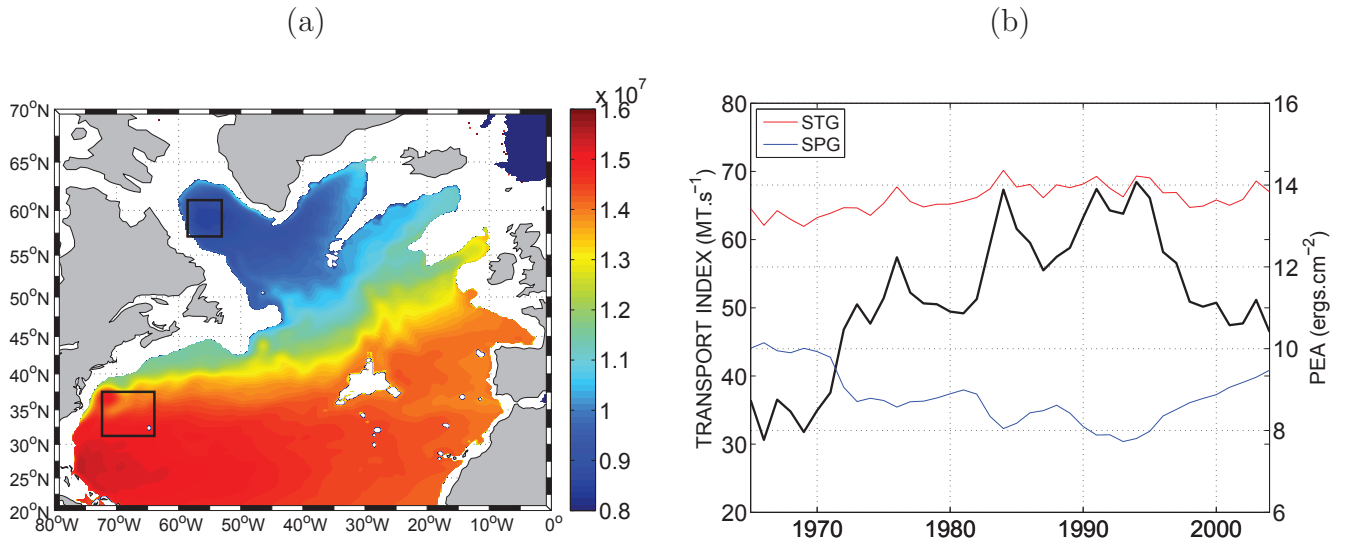 (a)
(b)
x 10⁷
70°N
65°N
60°N
55°N
50°N
45°N
40°N
35°N
30°N
25°N
20°N
80°W 70°W 60°W 50°W 40°W 30°W 20°W 10°W 0°
1.6
1.5
1.4
1.3
1.2
1.1
1
0.9
0.8
TRANSPORT INDEX (MT.s⁻¹)
80
70
60
50
40
30
20
STG
SPG
1970 1980 1990 2000
16
14
12
10
8
6
PEA (ergs.cm⁻²)